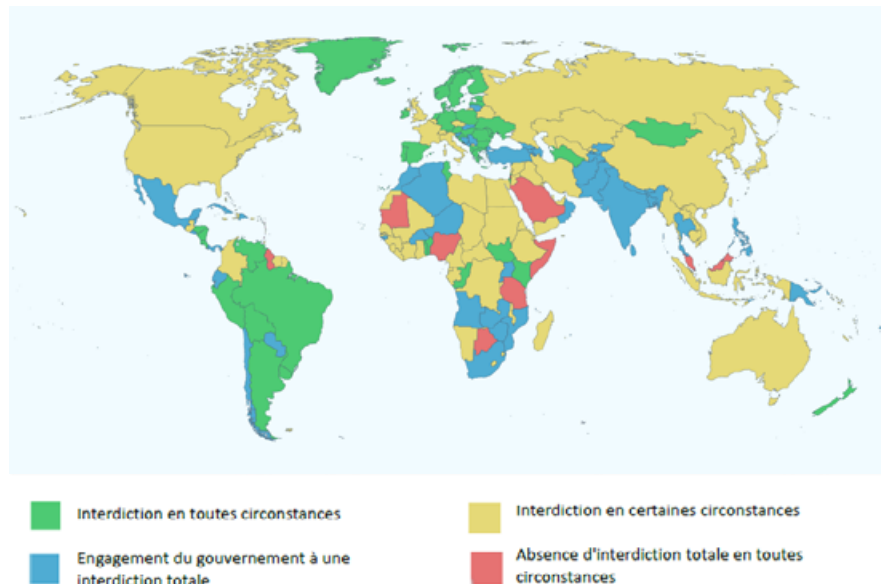 Interdiction en toutes circonstances
Interdiction en certaines circonstances
Engagement du gouvernement à une
interdiction totale
Absence d'interdiction totale en toutes
circonstances